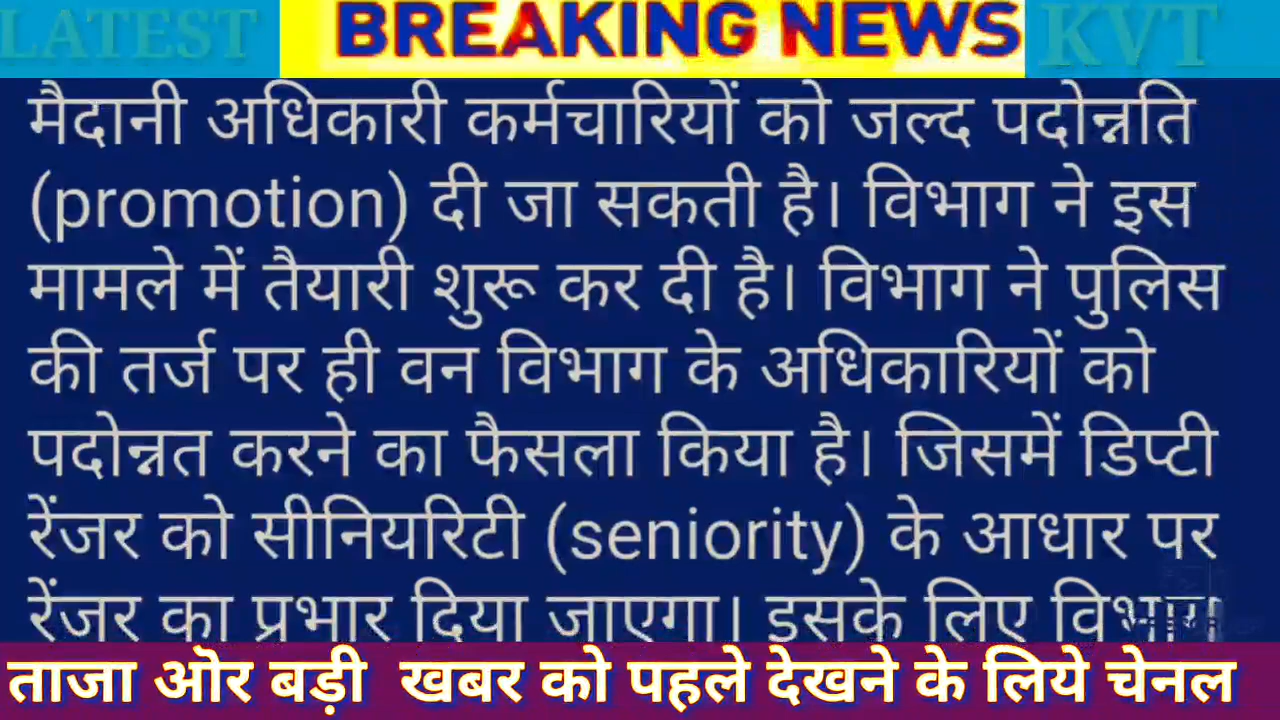 LATEST BREAKING NEWS KVT
मैदानी अधिकारी कर्मचारियों को जल्द पदोन्नति
(promotion) दी जा सकती है। विभाग ने इस
मामले में तैयारी शुरू कर दी है। विभाग ने पुलिस
की तर्ज पर ही वन विभाग के अधिकारियों को
पदोन्नत करने का फैसला किया है। जिसमें डिप्टी
रेंजर को सीनियरिटी (seniority) के आधार पर
रेंजर का प्रभार दिया जाएगा। इसके लिए विभाग
ताजा ऒर बड़ी खबर को पहले देखने के लिये चेनल